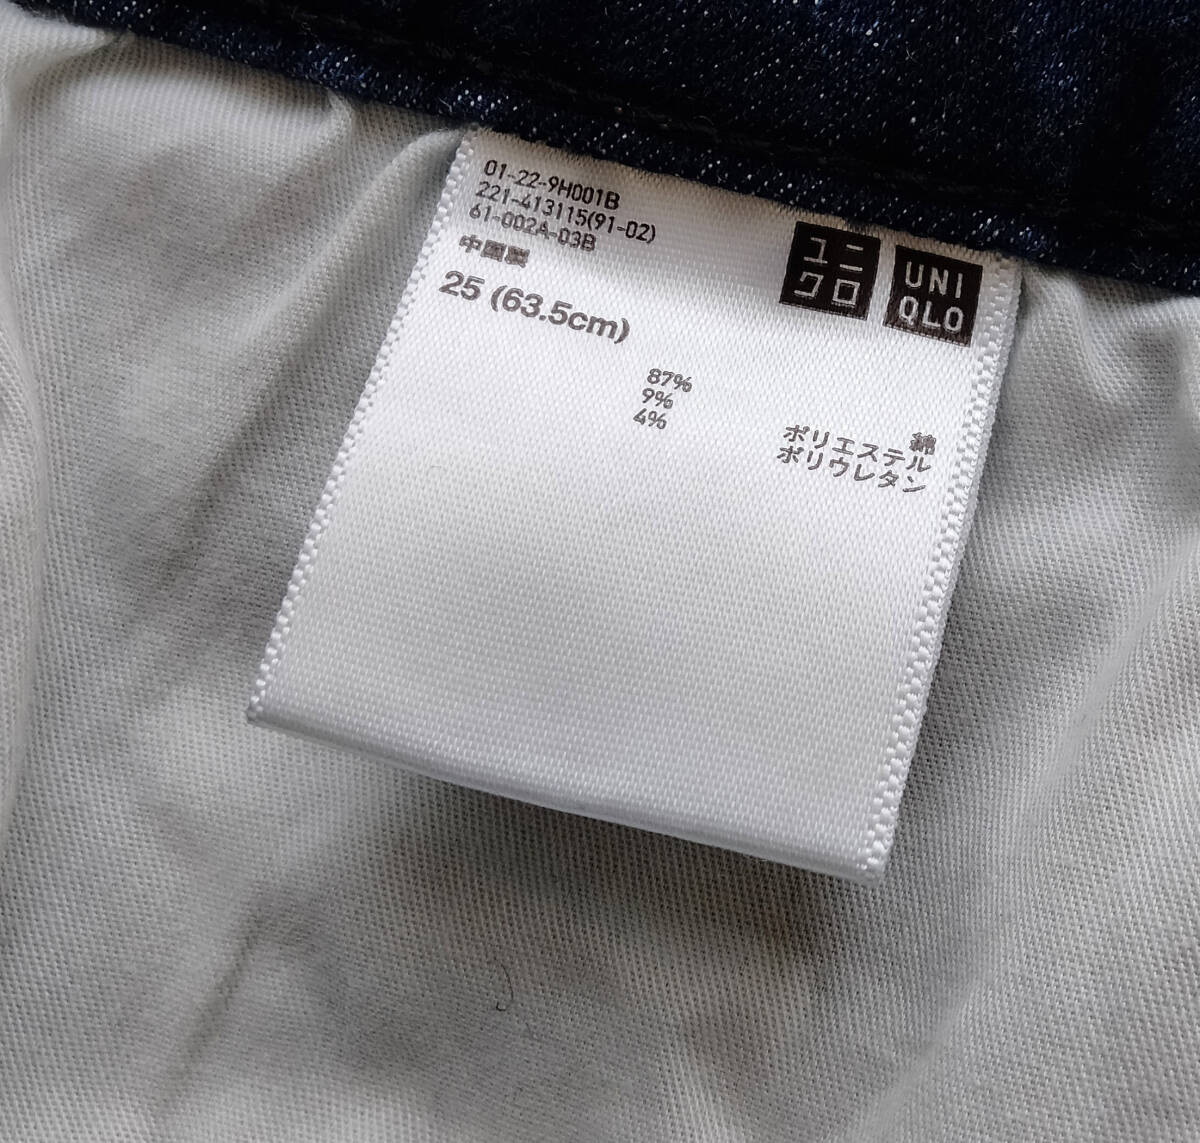 01-22-9H001B
221-413115(91-02)
61-002A-03B
中国製
25 (63.5cm)
ユニ
クロ
UNI
QLO
87% 綿
9% ポリエステル
4% ポリウレタン